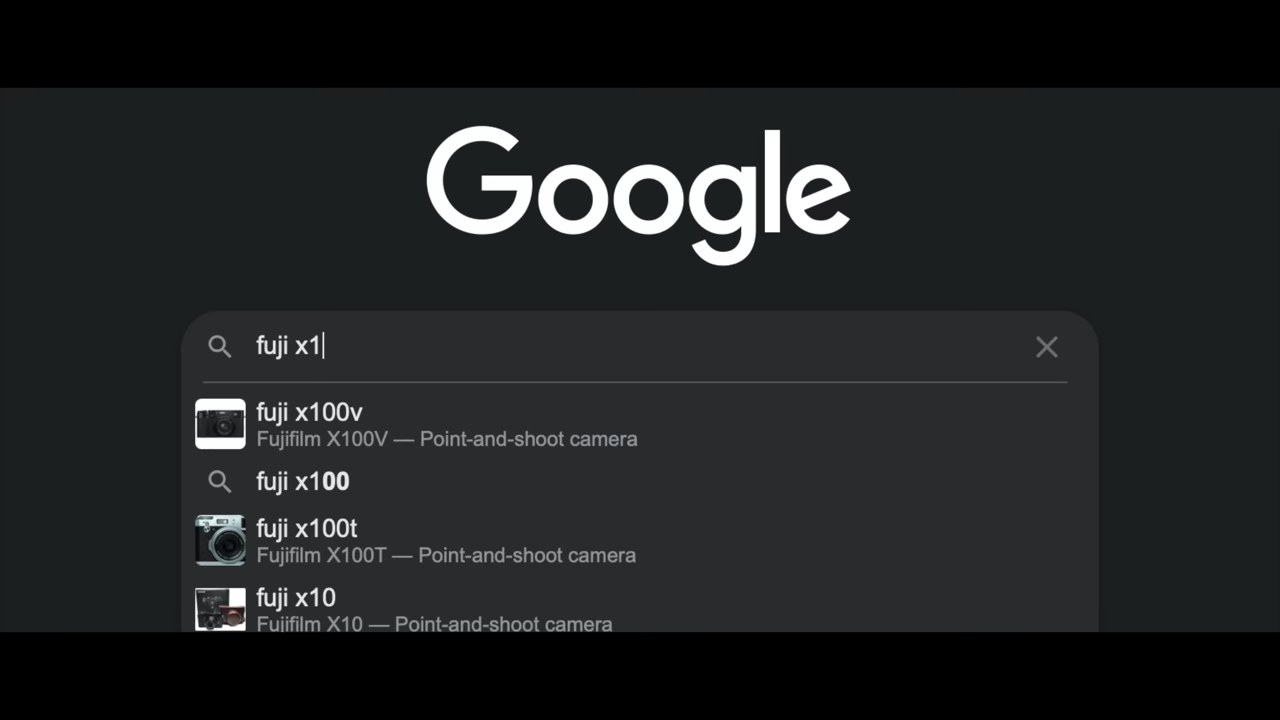 Google
fuji x1
fuji x100v
Fujifilm X100V — Point-and-shoot camera
fuji x100
fuji x100t
Fujifilm X100T — Point-and-shoot camera
fuji x10
Fujifilm X10 — Point-and-shoot camera